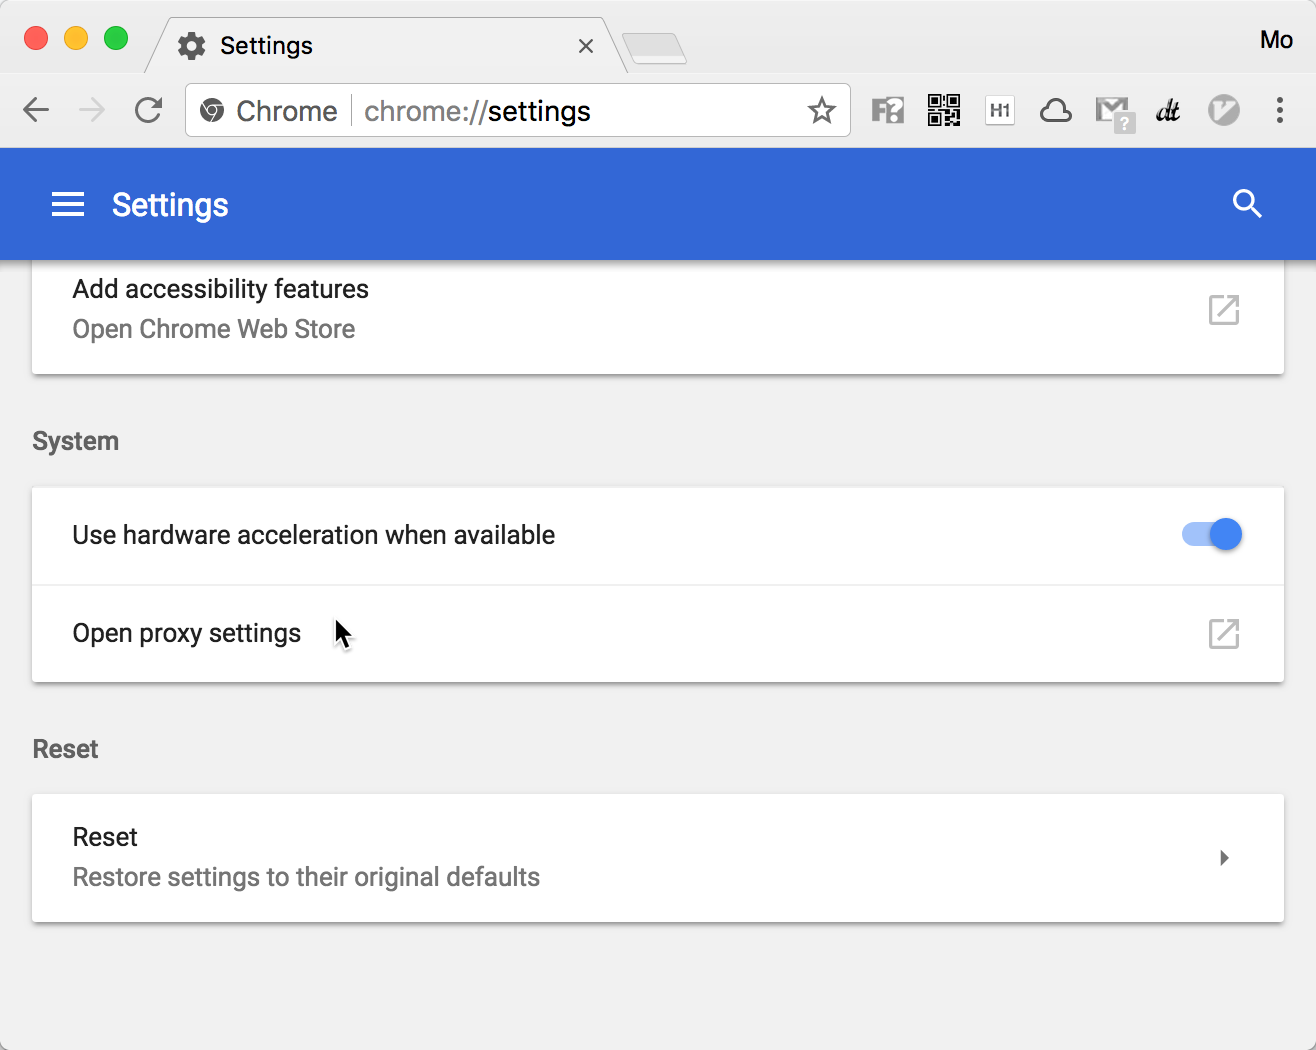 Settings
Mo
Chrome
chrome://settings
F?
H1
?
dt
Settings
Add accessibility features
Open Chrome Web Store
System
Use hardware acceleration when available
Open proxy settings
Reset
Reset
Restore settings to their original defaults